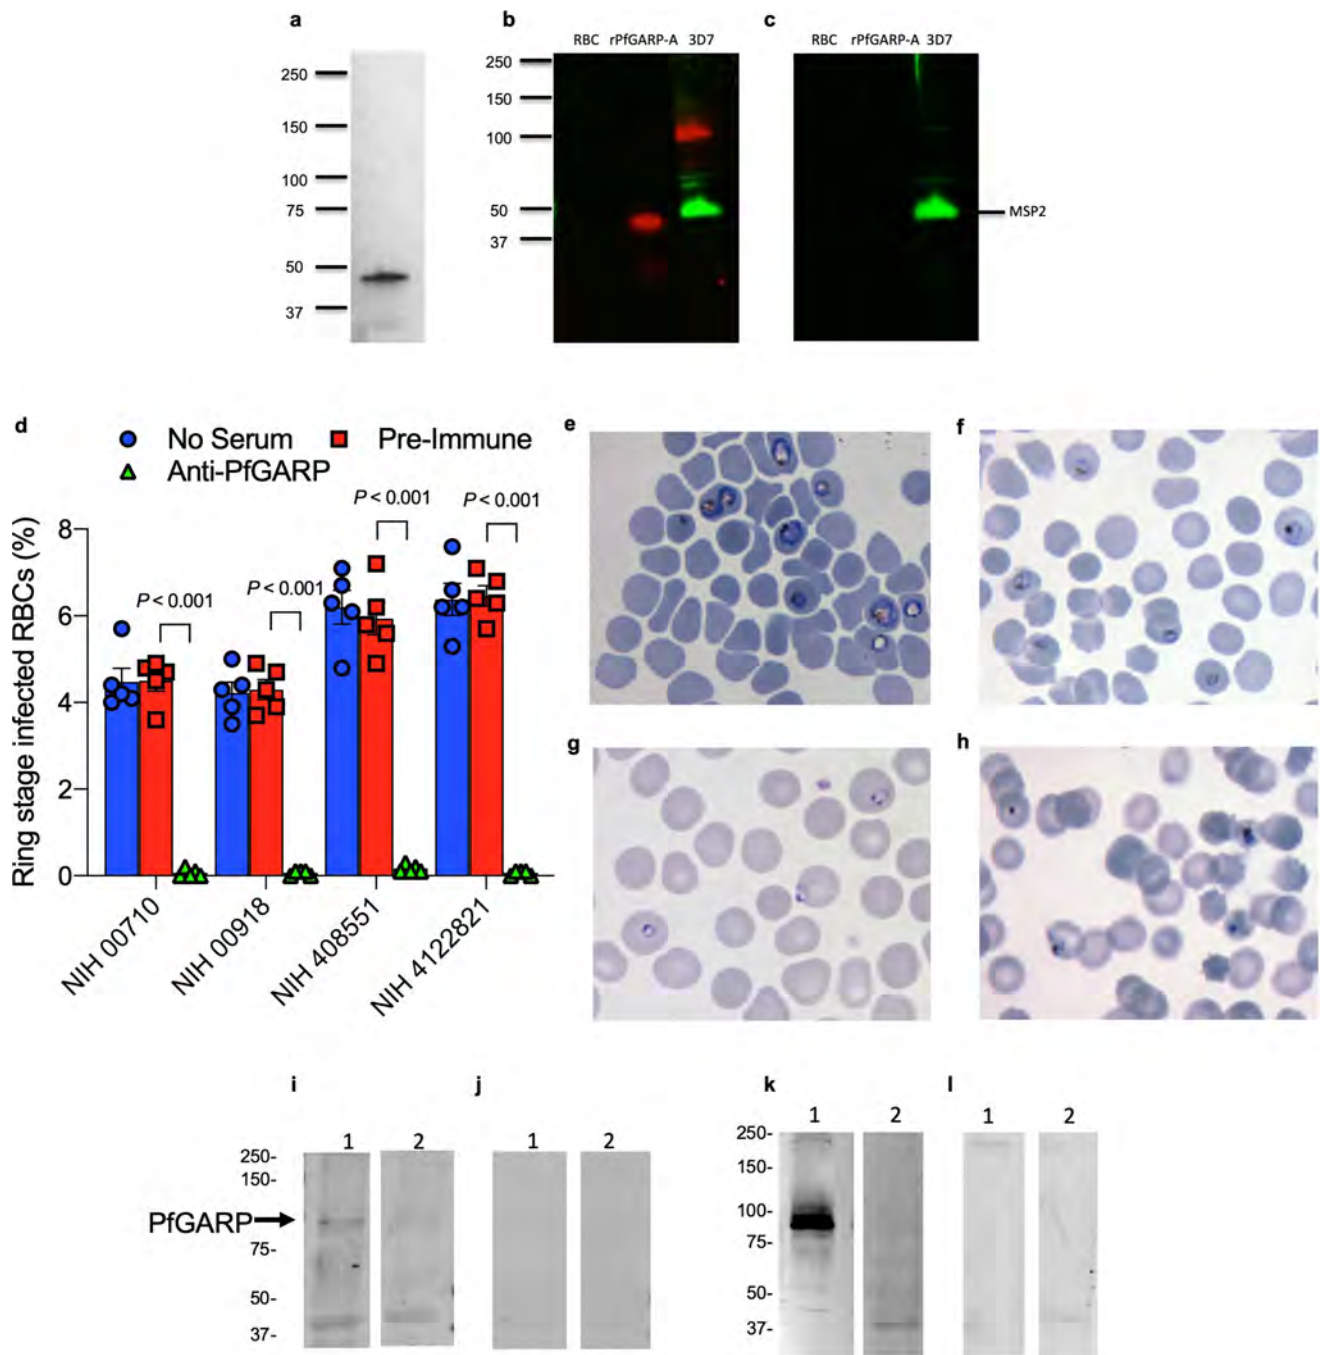 a
250
150
100
75
50
37
b
RBC rPfGARP-A 3D7
250
150
100
50
37
c
RBC rPfGARP-A 3D7
MSP2
d
No Serum
Pre-Immune
Anti-PfGARP
Ring stage infected RBCs (%)
8
6
4
2
0
P < 0.001
P < 0.001
P < 0.001
P < 0.001
NIH 00710
NIH 00918
NIH 408551
NIH 4122821
e
f
g
h
i
1 2
250-
150-
PfGARP
75-
50-
37-
j
1 2
k
1 2
250-
150-
100-
75-
50-
37-
l
1 2